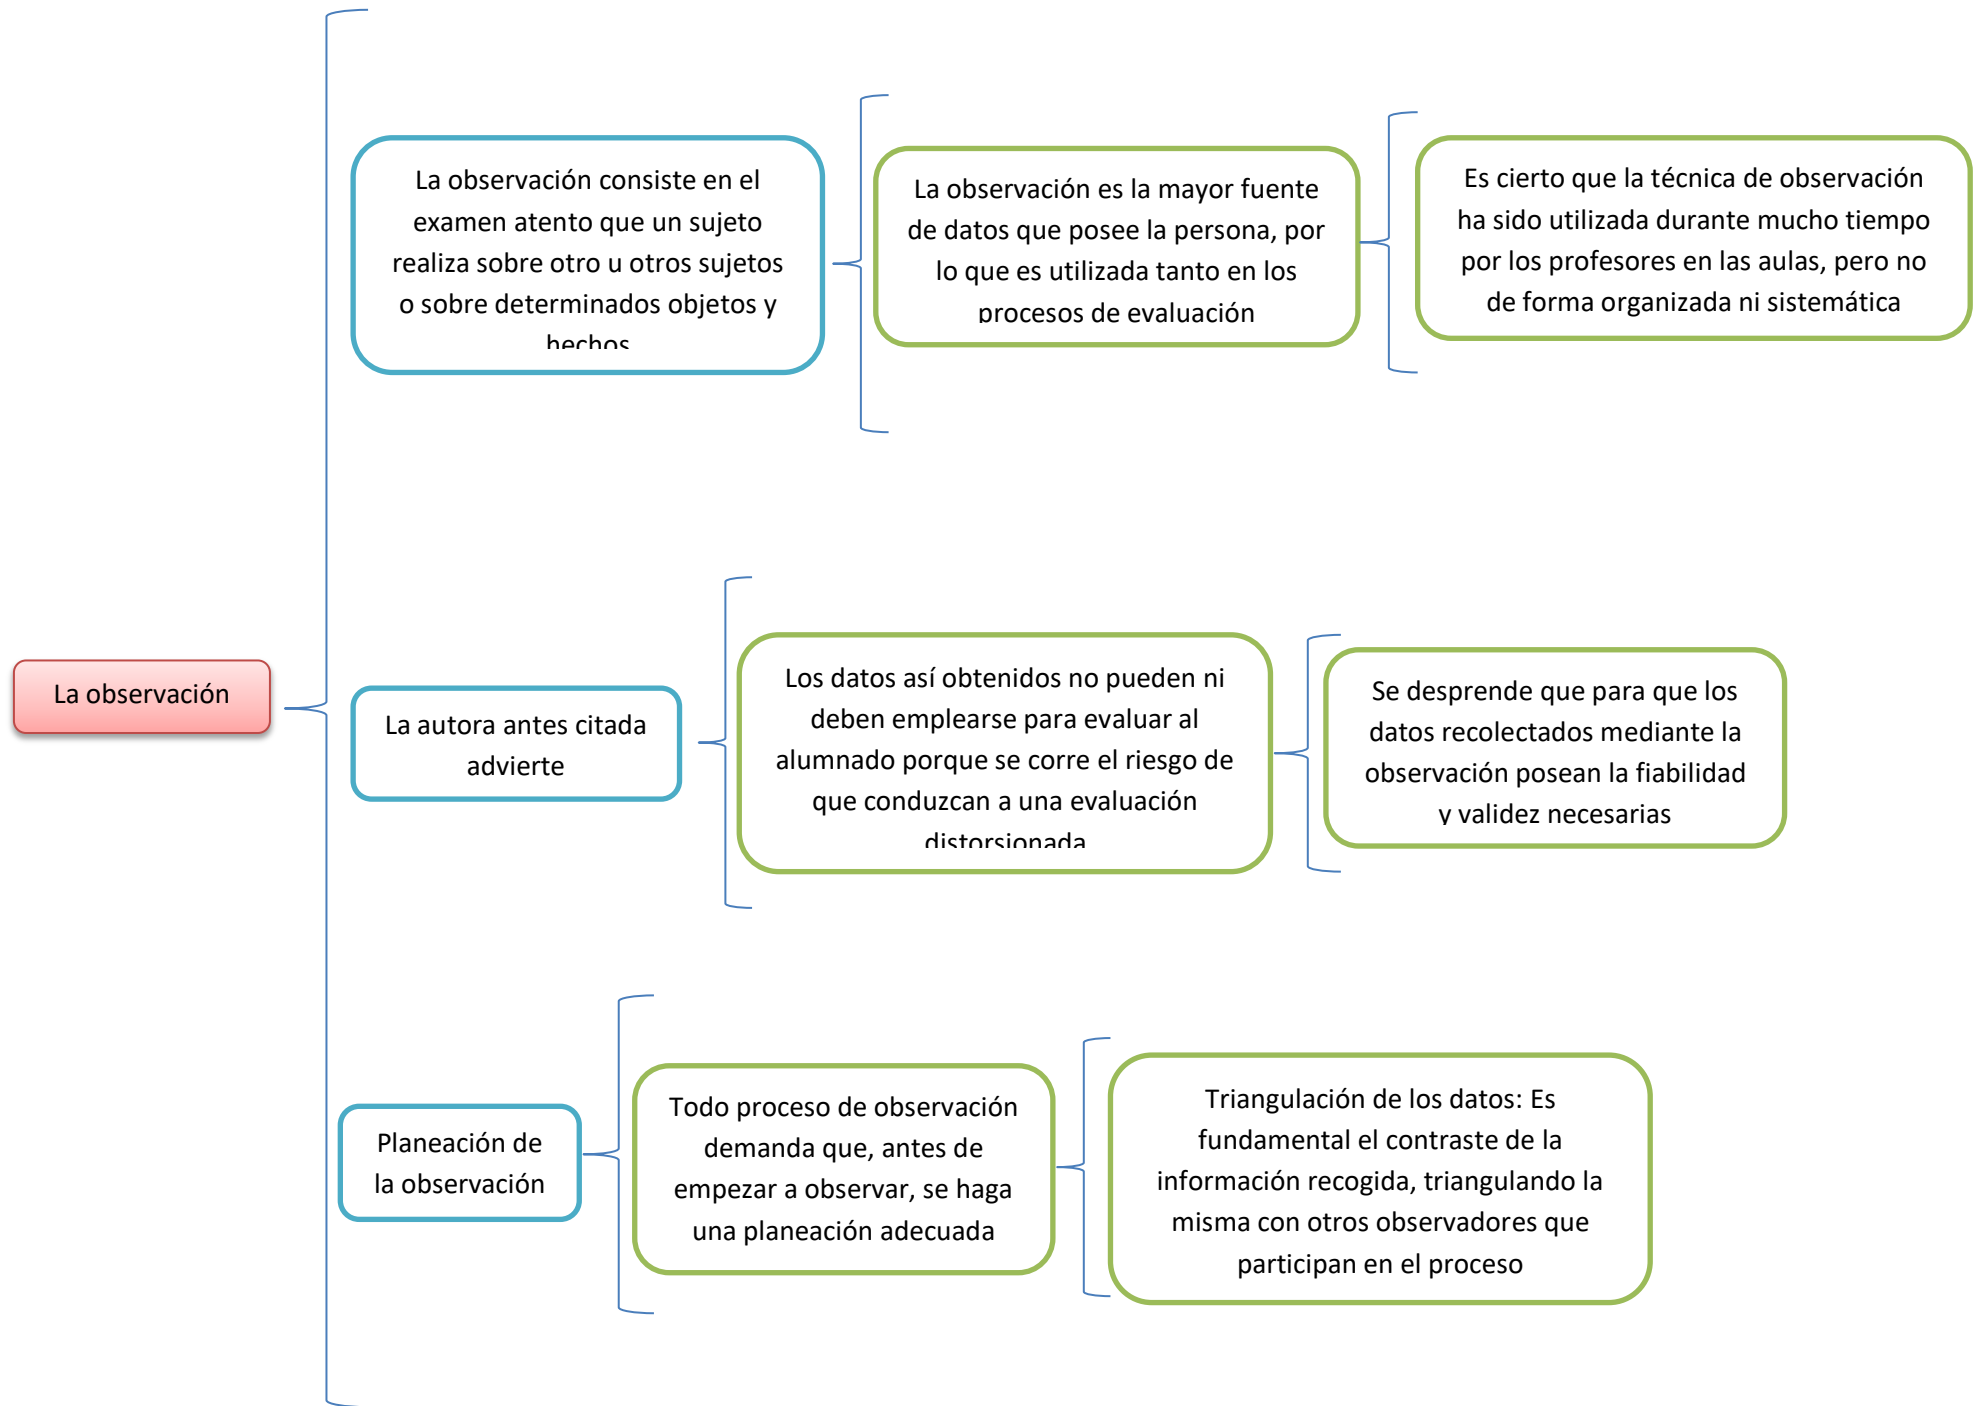 La observación consiste en el
examen atento que un sujeto
realiza sobre otro u otros sujetos
o sobre determinados objetos y
hechos
La observación es la mayor fuente
de datos que posee la persona, por
lo que es utilizada tanto en los
procesos de evaluación
Es cierto que la técnica de observación
ha sido utilizada durante mucho tiempo
por los profesores en las aulas, pero no
de forma organizada ni sistemática
La observación
La autora antes citada
advierte
Los datos así obtenidos no pueden ni
deben emplearse para evaluar al
alumnado porque se corre el riesgo de
que conduzcan a una evaluación
distorsionada
Se desprende que para que los
datos recolectados mediante la
observación posean la fiabilidad
y validez necesarias
Planeación de
la observación
Todo proceso de observación
demanda que, antes de
empezar a observar, se haga
una planeación adecuada
Triangulación de los datos: Es
fundamental el contraste de la
información recogida, triangulando la
misma con otros observadores que
participan en el proceso